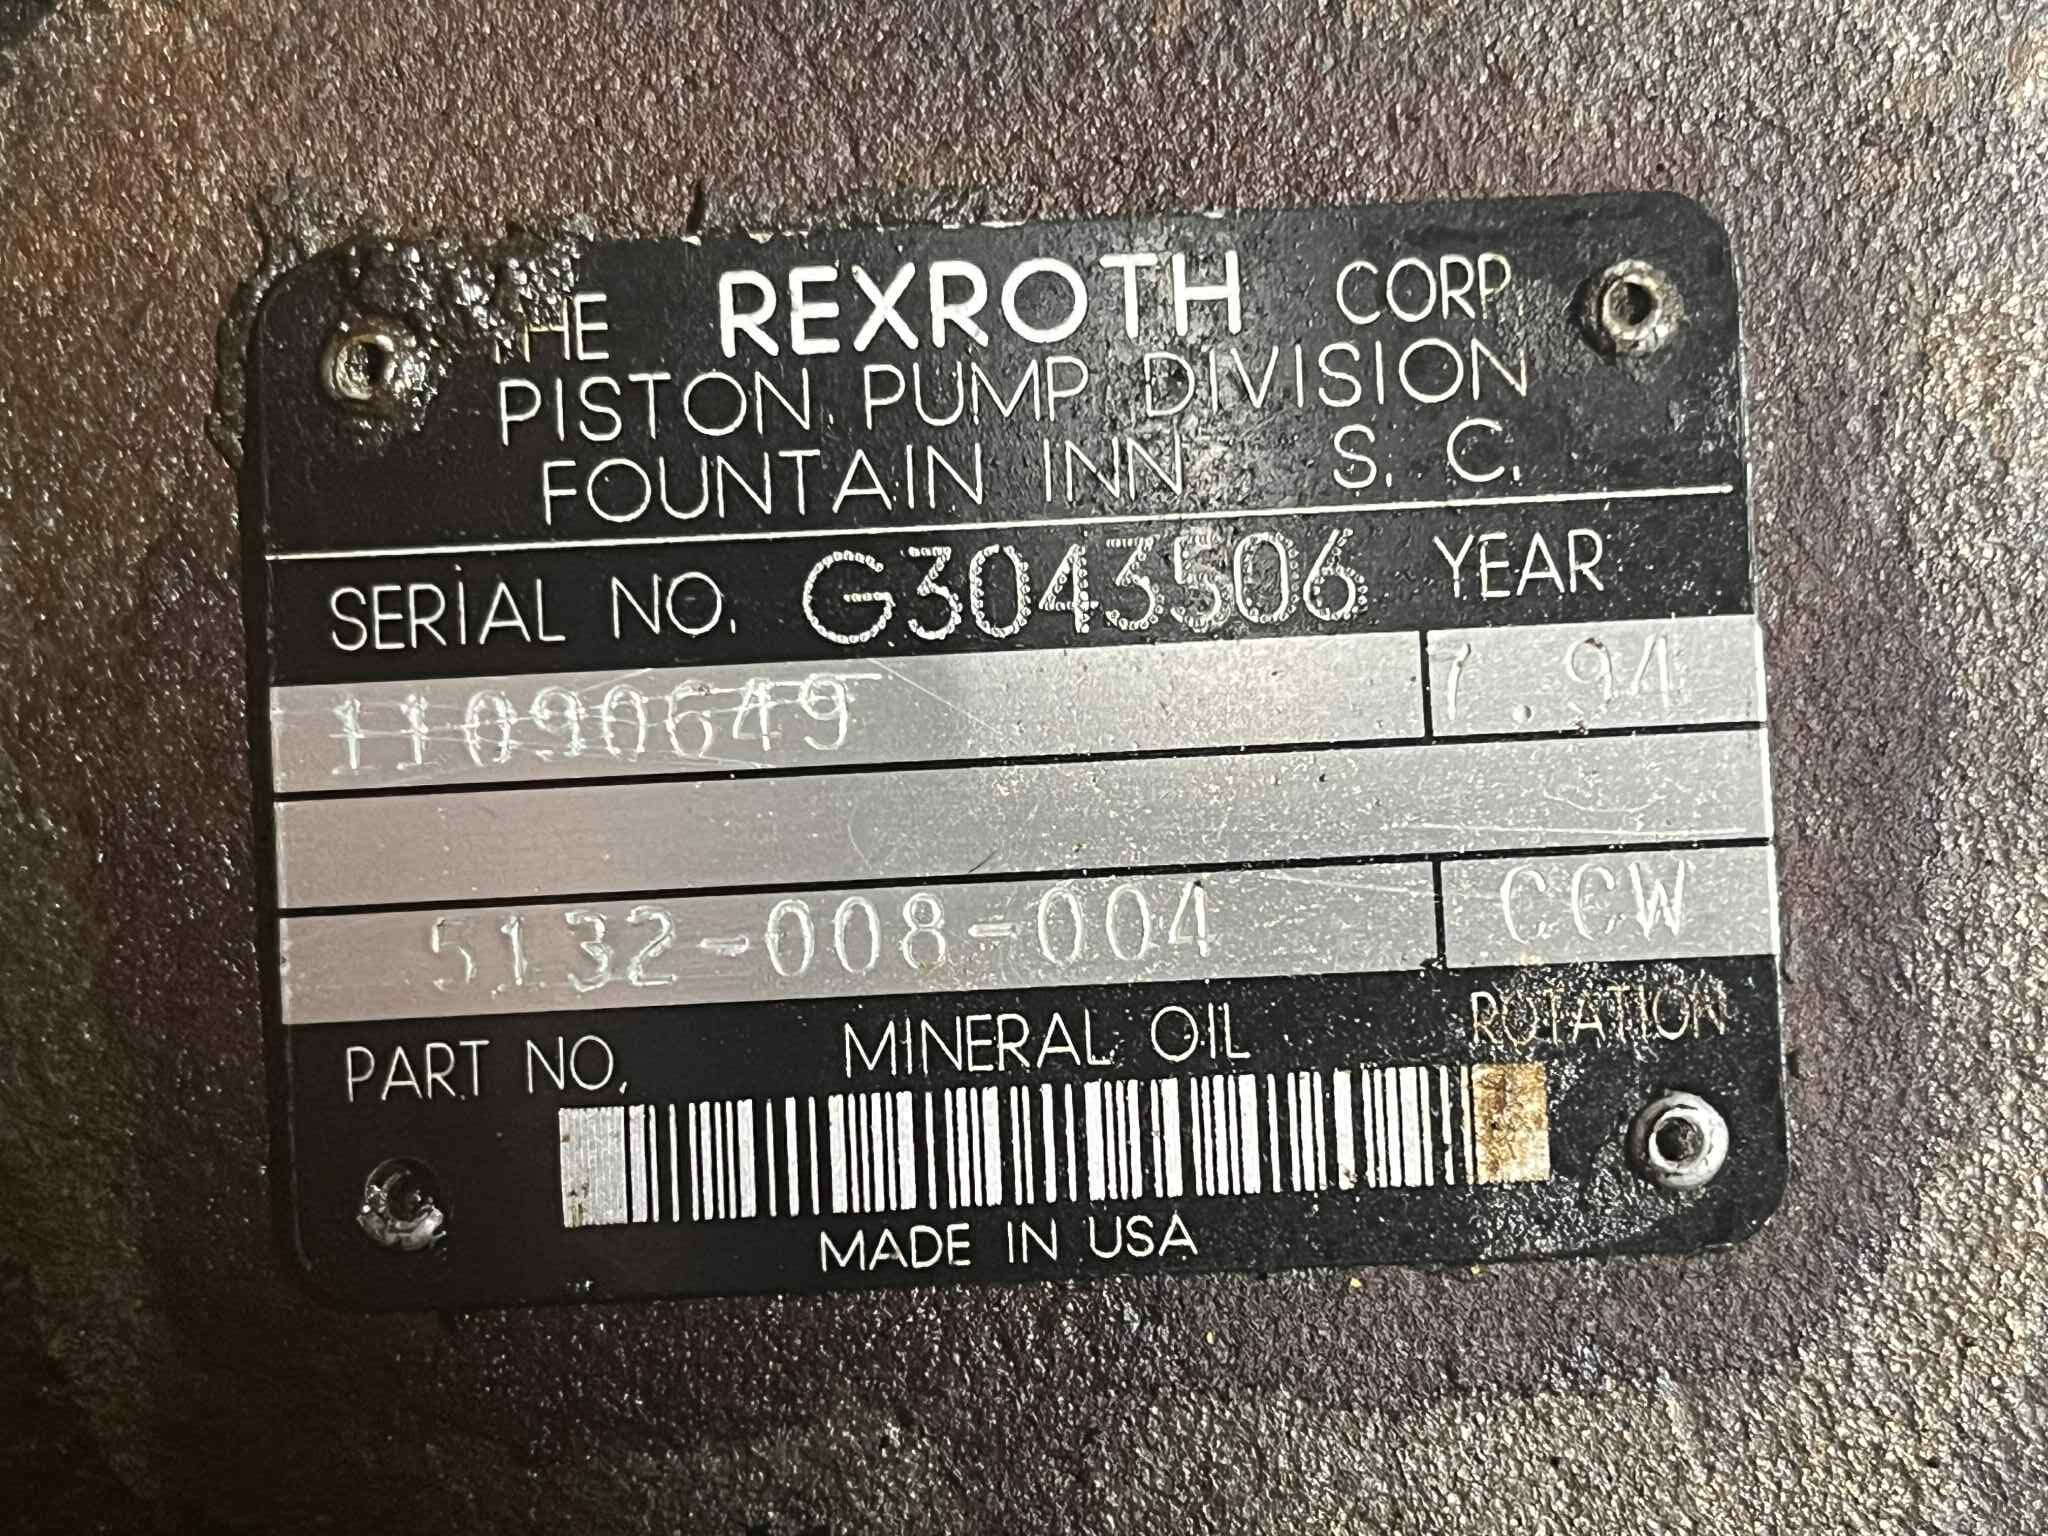 THE REXROTH CORP
PISTON PUMP DIVISION
FOUNTAIN INN S. C.
SERIAL NO. G3043506 YEAR
11090649 7.94
5132-008-004 CCW
PART NO. MINERAL OIL ROTATION
MADE IN USA